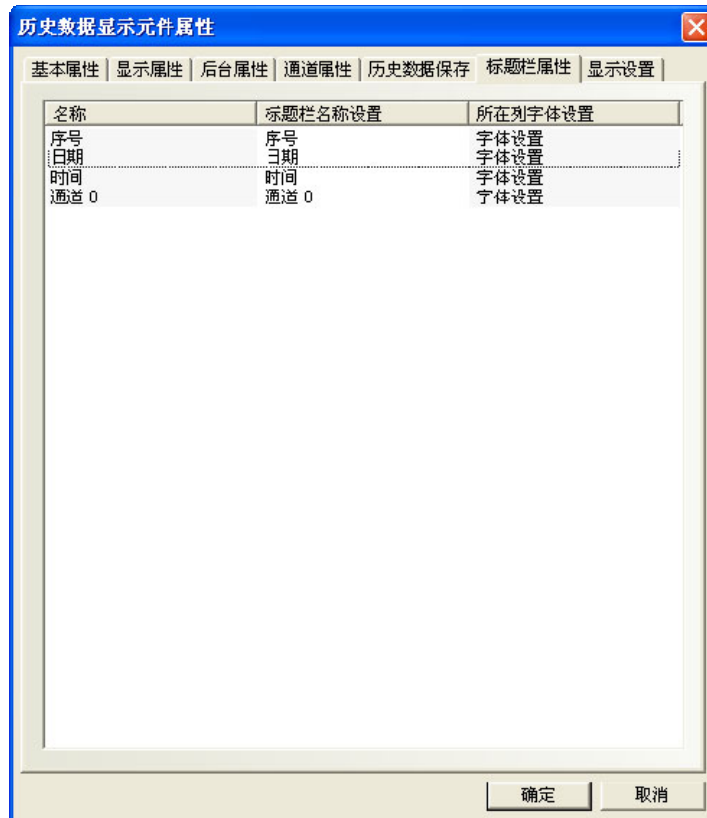 历史数据显示元件属性
基本属性 显示属性 后台属性 通道属性 历史数据保存 标题栏属性 显示设置
名称 标题栏名称设置 所在列字体设置
序号 序号 字体设置
日期 日期 字体设置
时间 时间 字体设置
通道 0 通道 0 字体设置
确定 取消